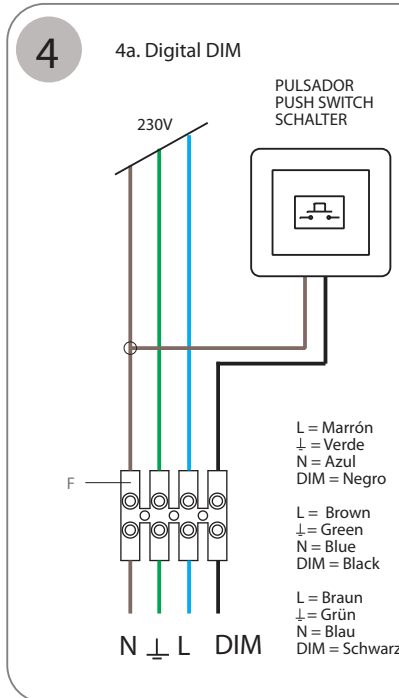 4
4a. Digital DIM
PULSADOR
PUSH SWITCH
SCHALTER
230V
F
L = Marrón
⏚ = Verde
N = Azul
DIM = Negro
L = Brown
⏚ = Green
N = Blue
DIM = Black
L = Braun
⏚ = Grün
N = Blau
DIM = Schwarz
N ⏚ L DIM